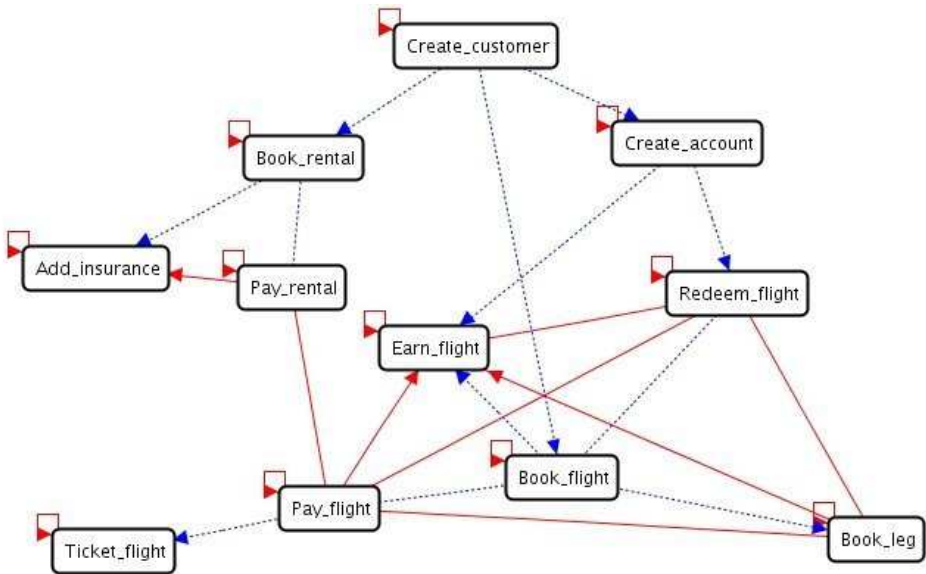 Create_customer
Book_rental
Create_account
Add_insurance
Pay_rental
Redeem_flight
Earn_flight
Book_flight
Pay_flight
Ticket_flight
Book_leg